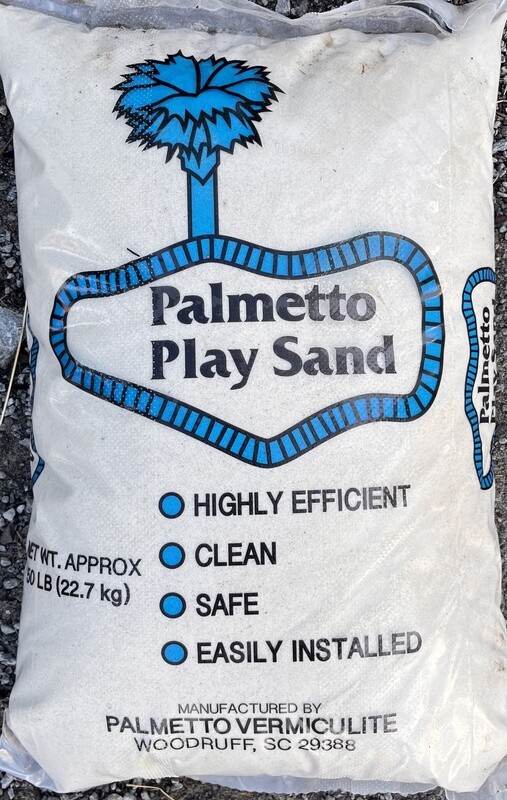 Palmetto
Play Sand
Palmetto
HIGHLY EFFICIENT
CLEAN
SAFE
EASILY INSTALLED
NET WT. APPROX
50 LB (22.7 kg)
MANUFACTURED BY
PALMETTO VERMICULITE
WOODRUFF, SC 29388